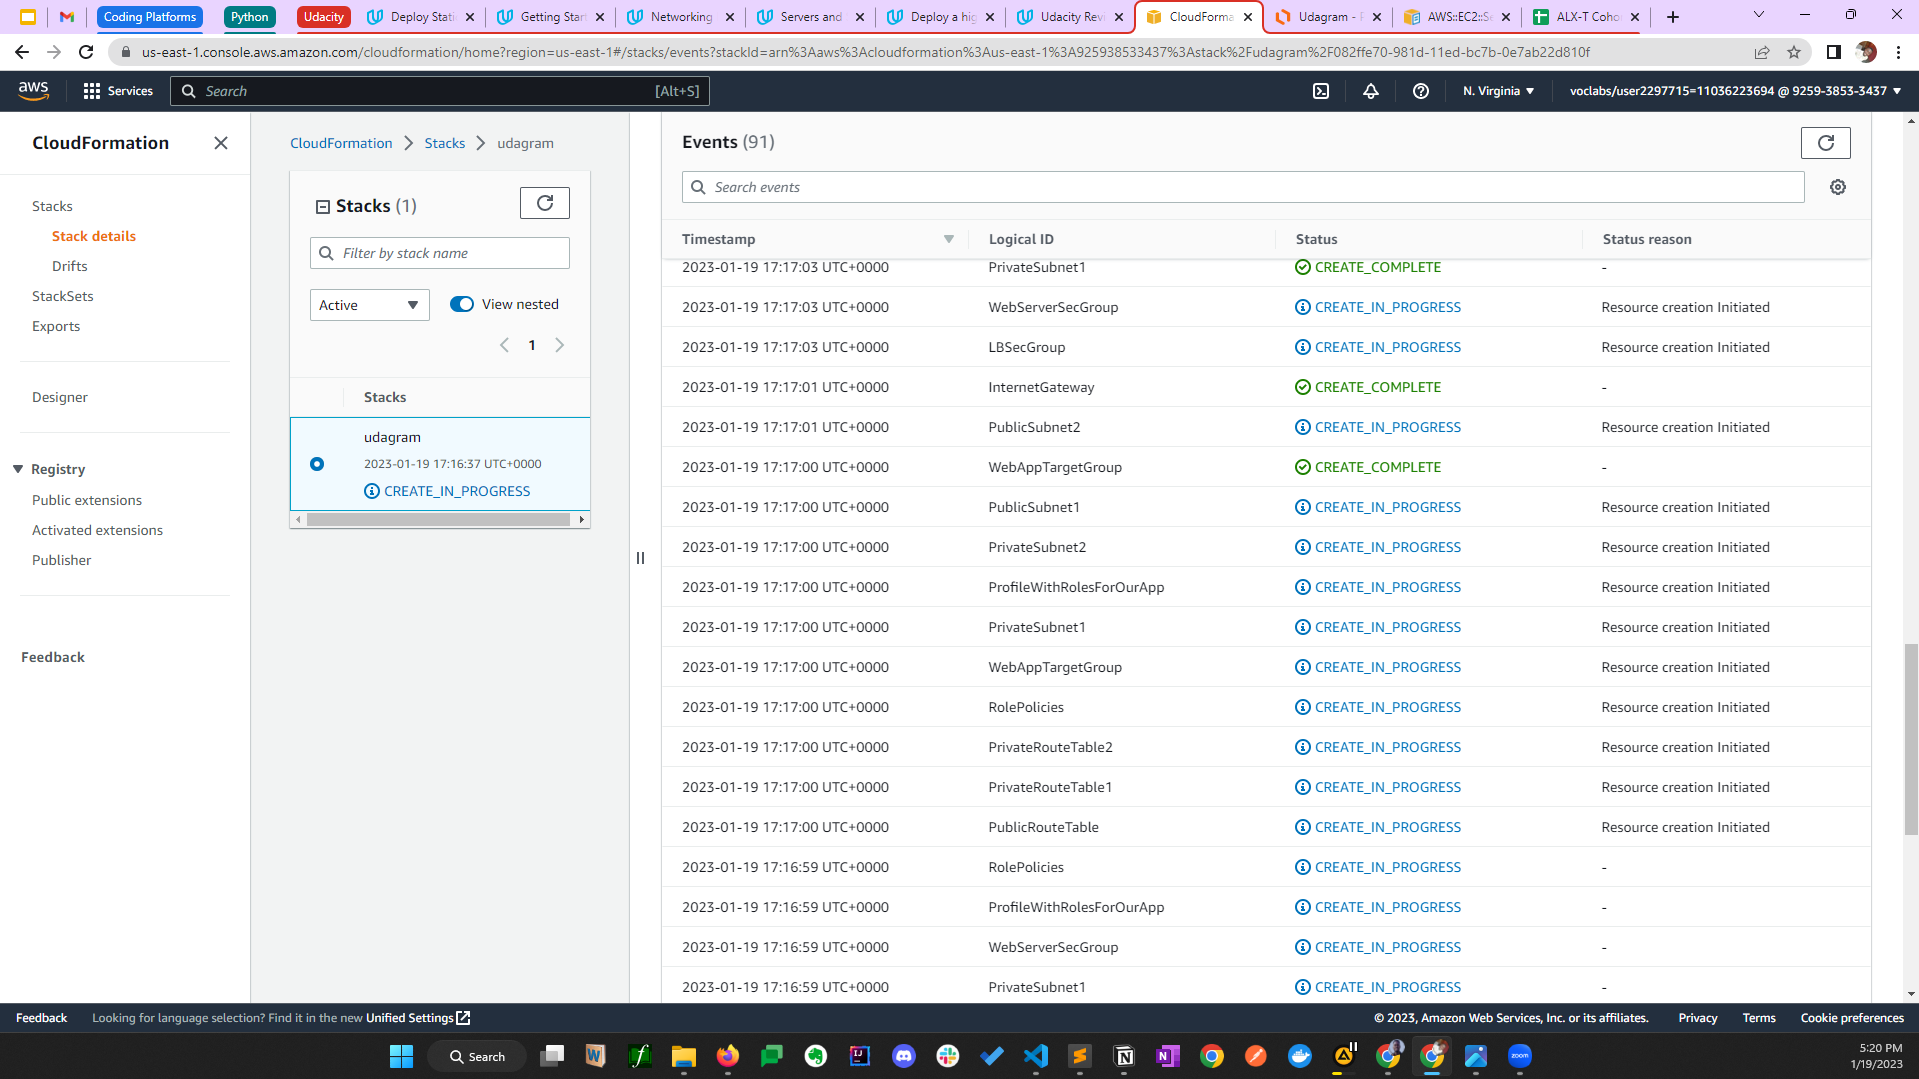 Coding Platforms
Python
Udacity
Deploy Stati
Getting Star
Networking
Servers and
Deploy a hig
Udacity Rev
CloudForma
Udagram -
AWS::EC2::Se
ALX-T Coho
us-east-1.console.aws.amazon.com/cloudformation/home?region=us-east-1#/stacks/events?stackId=arn%3Aaws%3Acloudformation%3Aus-east-1%3A925938533437%3Astack%2Fudagram%2F082ffe70-981d-11ed-bc7b-0e7ab22d810f
aws
Services
Search
[Alt+S]
N. Virginia
voclabs/user2297715=11036223694 @ 9259-3853-3437
CloudFormation
Stacks
Stack details
Drifts
StackSets
Exports
Designer
Registry
Public extensions
Activated extensions
Publisher
Feedback
CloudFormation
Stacks
udagram
Stacks (1)
Filter by stack name
Active
View nested
1
Stacks
udagram
2023-01-19 17:16:37 UTC+0000
CREATE_IN_PROGRESS
Events (91)
Search events
Timestamp Logical ID Status Status reason
2023-01-19 17:17:03 UTC+0000 PrivateSubnet1 CREATE_COMPLETE -
2023-01-19 17:17:03 UTC+0000 WebServerSecGroup CREATE_IN_PROGRESS Resource creation Initiated
2023-01-19 17:17:03 UTC+0000 LBSecGroup CREATE_IN_PROGRESS Resource creation Initiated
2023-01-19 17:17:01 UTC+0000 InternetGateway CREATE_COMPLETE -
2023-01-19 17:17:01 UTC+0000 PublicSubnet2 CREATE_IN_PROGRESS Resource creation Initiated
2023-01-19 17:17:00 UTC+0000 WebAppTargetGroup CREATE_COMPLETE -
2023-01-19 17:17:00 UTC+0000 PublicSubnet1 CREATE_IN_PROGRESS Resource creation Initiated
2023-01-19 17:17:00 UTC+0000 PrivateSubnet2 CREATE_IN_PROGRESS Resource creation Initiated
2023-01-19 17:17:00 UTC+0000 ProfileWithRolesForOurApp CREATE_IN_PROGRESS Resource creation Initiated
2023-01-19 17:17:00 UTC+0000 PrivateSubnet1 CREATE_IN_PROGRESS Resource creation Initiated
2023-01-19 17:17:00 UTC+0000 WebAppTargetGroup CREATE_IN_PROGRESS Resource creation Initiated
2023-01-19 17:17:00 UTC+0000 RolePolicies CREATE_IN_PROGRESS Resource creation Initiated
2023-01-19 17:17:00 UTC+0000 PrivateRouteTable2 CREATE_IN_PROGRESS Resource creation Initiated
2023-01-19 17:17:00 UTC+0000 PrivateRouteTable1 CREATE_IN_PROGRESS Resource creation Initiated
2023-01-19 17:17:00 UTC+0000 PublicRouteTable CREATE_IN_PROGRESS Resource creation Initiated
2023-01-19 17:16:59 UTC+0000 RolePolicies CREATE_IN_PROGRESS -
2023-01-19 17:16:59 UTC+0000 ProfileWithRolesForOurApp CREATE_IN_PROGRESS -
2023-01-19 17:16:59 UTC+0000 WebServerSecGroup CREATE_IN_PROGRESS -
2023-01-19 17:16:59 UTC+0000 PrivateSubnet1 CREATE_IN_PROGRESS -
Feedback Looking for language selection? Find it in the new Unified Settings
© 2023, Amazon Web Services, Inc. or its affiliates. Privacy Terms Cookie preferences
Search
zoom
5:20 PM
1/19/2023